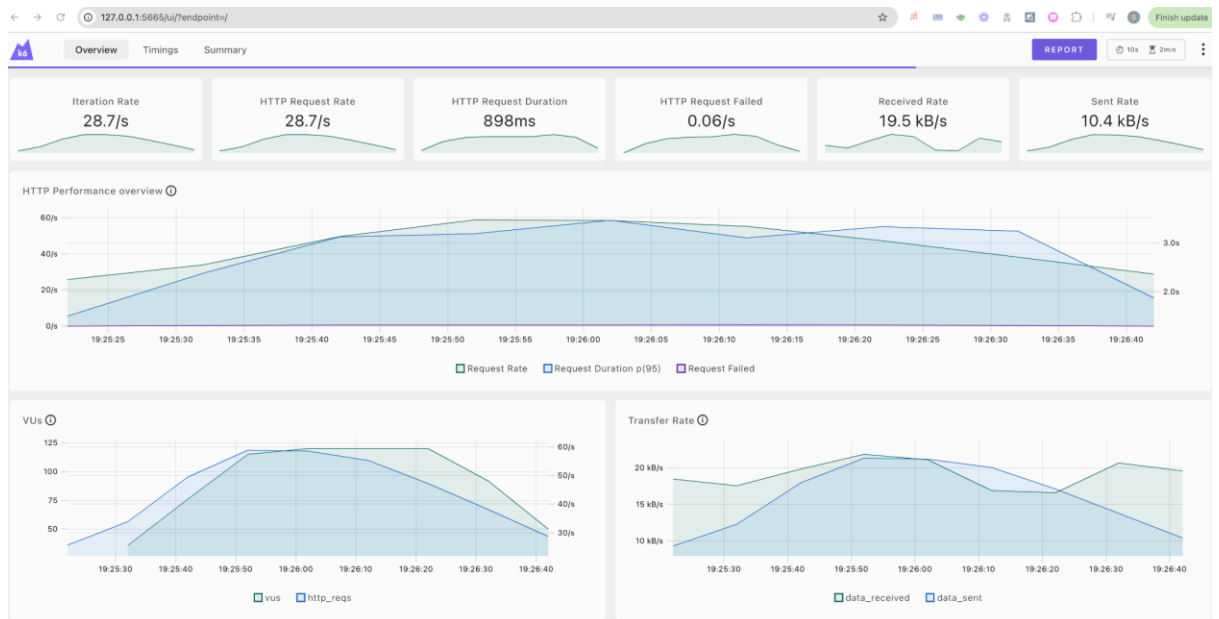 127.0.0.1:5665/ui/?endpoint=/
S
Finish update
k6
Overview Timings Summary
REPORT
10s 2min
Iteration Rate
28.7/s
HTTP Request Rate
28.7/s
HTTP Request Duration
898ms
HTTP Request Failed
0.06/s
Received Rate
19.5 kB/s
Sent Rate
10.4 kB/s
HTTP Performance overview
60/s
40/s
20/s
0/s
3.0s
2.0s
19:25:25 19:25:30 19:25:35 19:25:40 19:25:45 19:25:50 19:25:55 19:26:00 19:26:05 19:26:10 19:26:15 19:26:20 19:26:25 19:26:30 19:26:35 19:26:40
Request Rate Request Duration p(95) Request Failed
VUs
125
100
75
50
60/s
50/s
40/s
30/s
19:25:30 19:25:40 19:25:50 19:26:00 19:26:10 19:26:20 19:26:30 19:26:40
vus http_reqs
Transfer Rate
20 kB/s
15 kB/s
10 kB/s
19:25:30 19:25:40 19:25:50 19:26:00 19:26:10 19:26:20 19:26:30 19:26:40
data_received data_sent